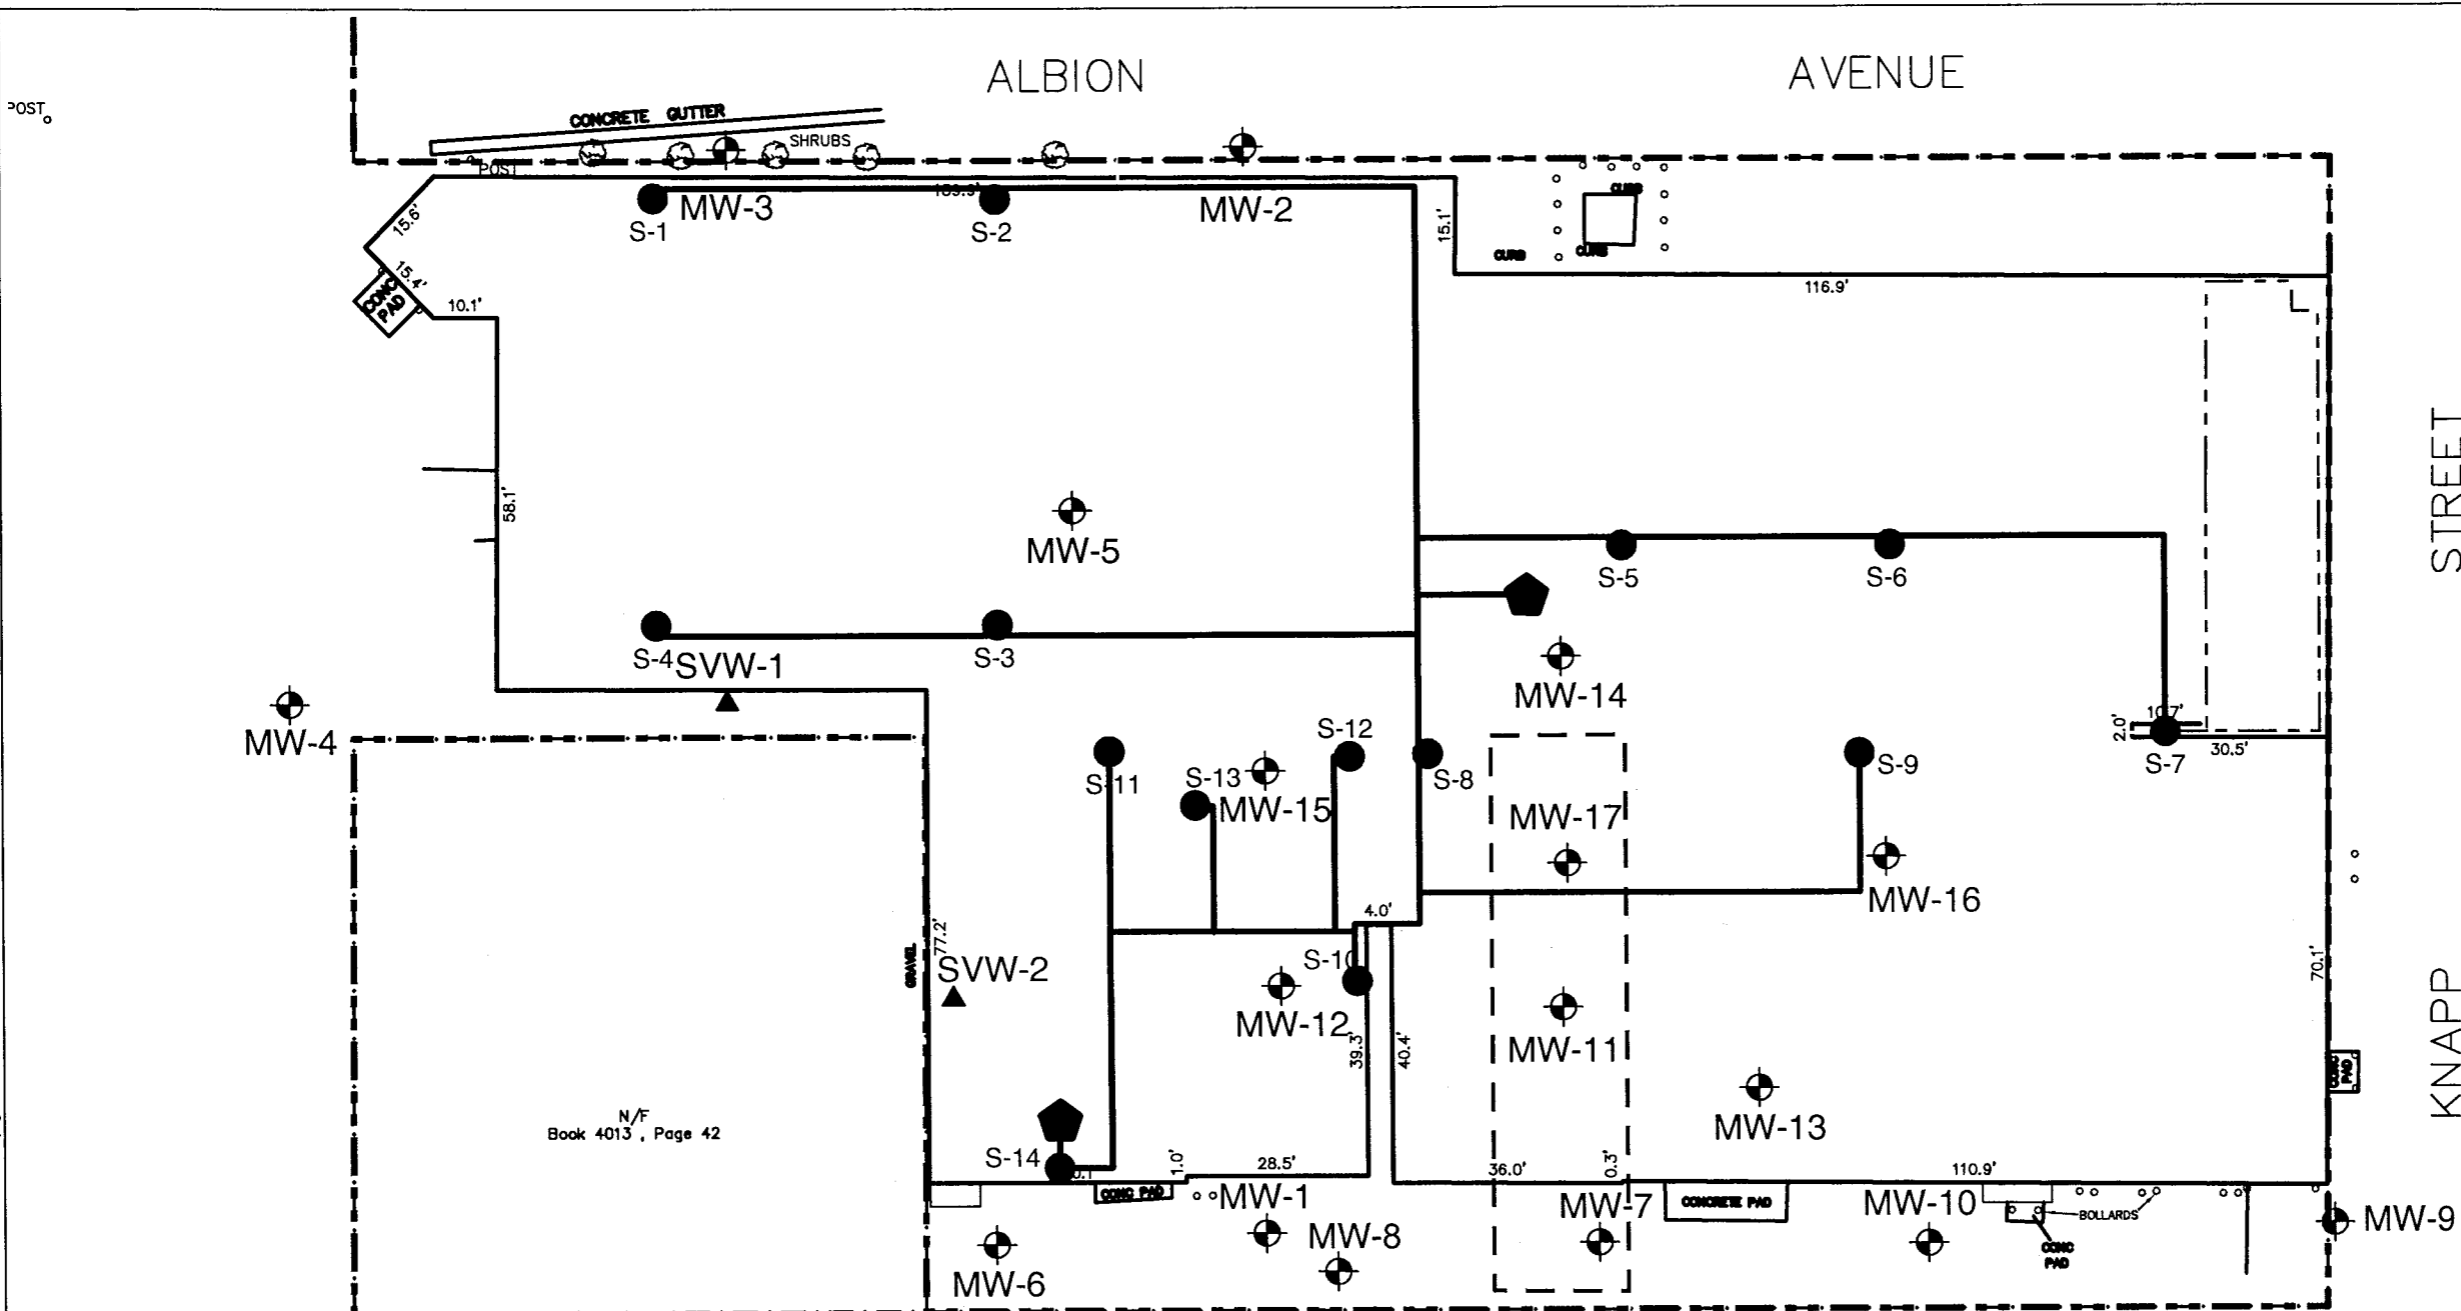 ALBION AVENUE
POST
CONCRETE GUTTER
SHRUBS
POST
CURB
15.6'
MW-3
MW-2
S-1
S-2
15.1'
CURB
CURB
15.4'
CONC
PAD
10.1'
116.9'
58.1'
STREET
MW-5
S-5
S-6
S-4
SVW-1
S-3
MW-14
MW-4
S-12
2.0'
10.7'
30.5'
S-11
S-13
S-8
S-9
S-7
MW-15
MW-17
MW-16
4.0'
77.2'
GRAVEL
SVW-2
S-10
70.1'
KNAPP
MW-12
39.3'
40.4'
MW-11
CONC
PAD
N/F
Book 4013 , Page 42
MW-13
S-14
1.0'
28.5'
36.0'
0.3'
110.9'
CONC PAD
MW-1
MW-7
CONCRETE PAD
MW-10
BOLLARDS
MW-9
MW-8
CONC
PAD
MW-6